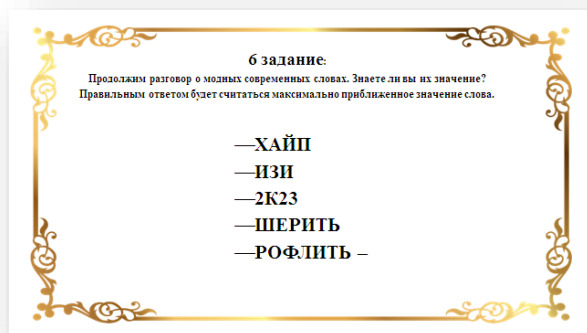 6 задание:
Продолжим разговор о модных современных словах. Знаете ли вы их значение?
Правильным ответом будет считаться максимально приближенное значение слова.
—ХАЙП
—ИЗИ
—2К23
—ШЕРИТЬ
—РОФЛИТЬ –